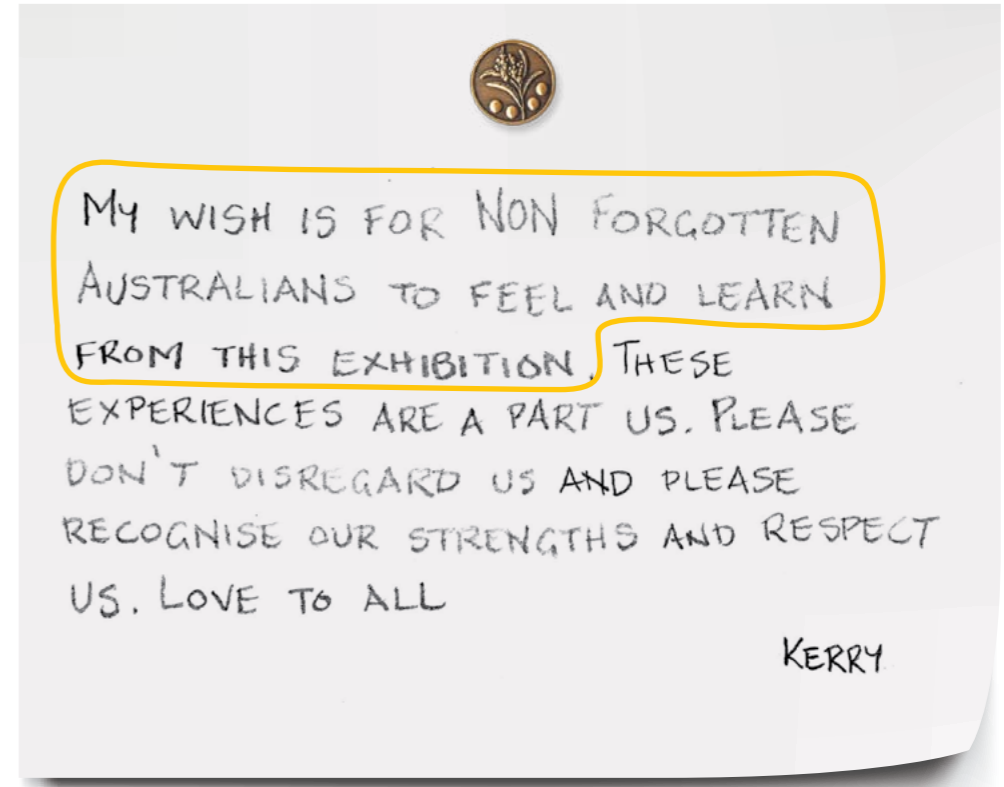 MY WISH IS FOR NON FORGOTTEN
AUSTRALIANS TO FEEL AND LEARN
FROM THIS EXHIBITION. THESE
EXPERIENCES ARE A PART US. PLEASE
DON'T DISREGARD US AND PLEASE
RECOGNISE OUR STRENGTHS AND RESPECT
US. LOVE TO ALL
KERRY